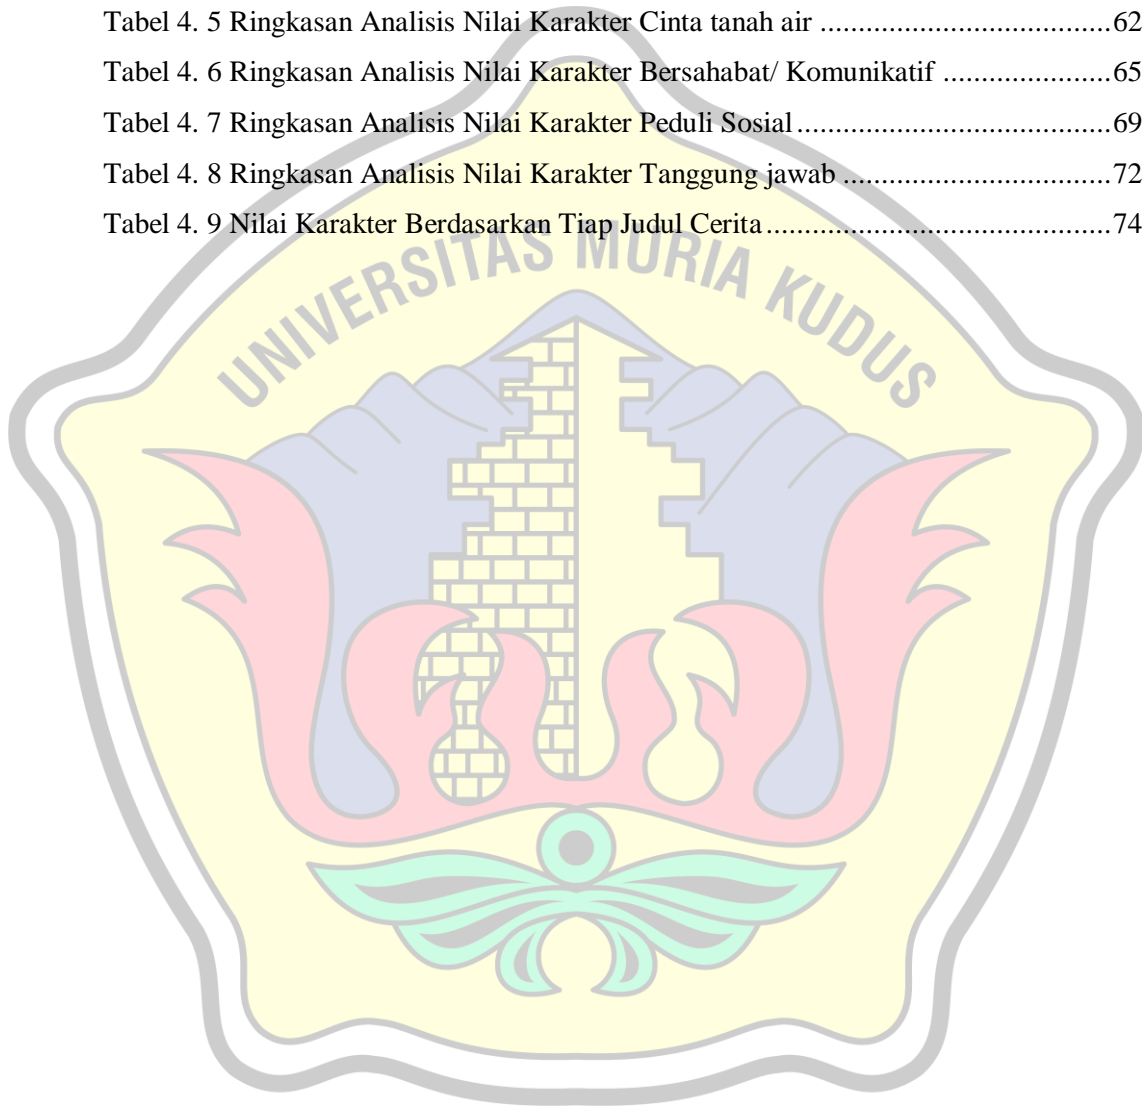 Tabel 4. 5 Ringkasan Analisis Nilai Karakter Cinta tanah air .......................................62
Tabel 4. 6 Ringkasan Analisis Nilai Karakter Bersahabat/ Komunikatif ......................65
Tabel 4. 7 Ringkasan Analisis Nilai Karakter Peduli Sosial..........................................69
Tabel 4. 8 Ringkasan Analisis Nilai Karakter Tanggung jawab ....................................72
Tabel 4. 9 Nilai Karakter Berdasarkan Tiap Judul Cerita..............................................74
UNIVERSITAS MURIA KUDUS